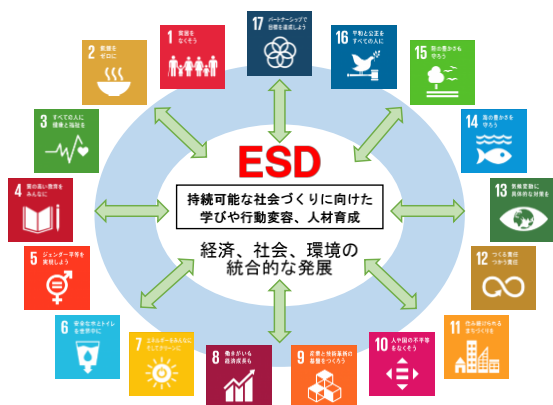 17 パートナーシップで
目標を達成しよう
1 貧困を
なくそう
16 平和と公正を
すべての人に
2 飢餓を
ゼロに
15 陸の豊かさも
守ろう
3 すべての人に
健康と福祉を
14 海の豊かさを
守ろう
ESD
持続可能な社会づくりに向けた
学びや行動変容、人材育成
4 質の高い教育を
みんなに
13 気候変動に
具体的な対策を
経済、社会、環境の
統合的な発展
5 ジェンダー平等を
実現しよう
12 つくる責任
つかう責任
6 安全な水とトイレ
を世界中に
11 住み続けられる
まちづくりを
7 エネルギーをみんなに
そしてクリーンに
8 働きがいも
経済成長も
9 産業と技術革新の
基盤をつくろう
10 人や国の不平等
をなくそう